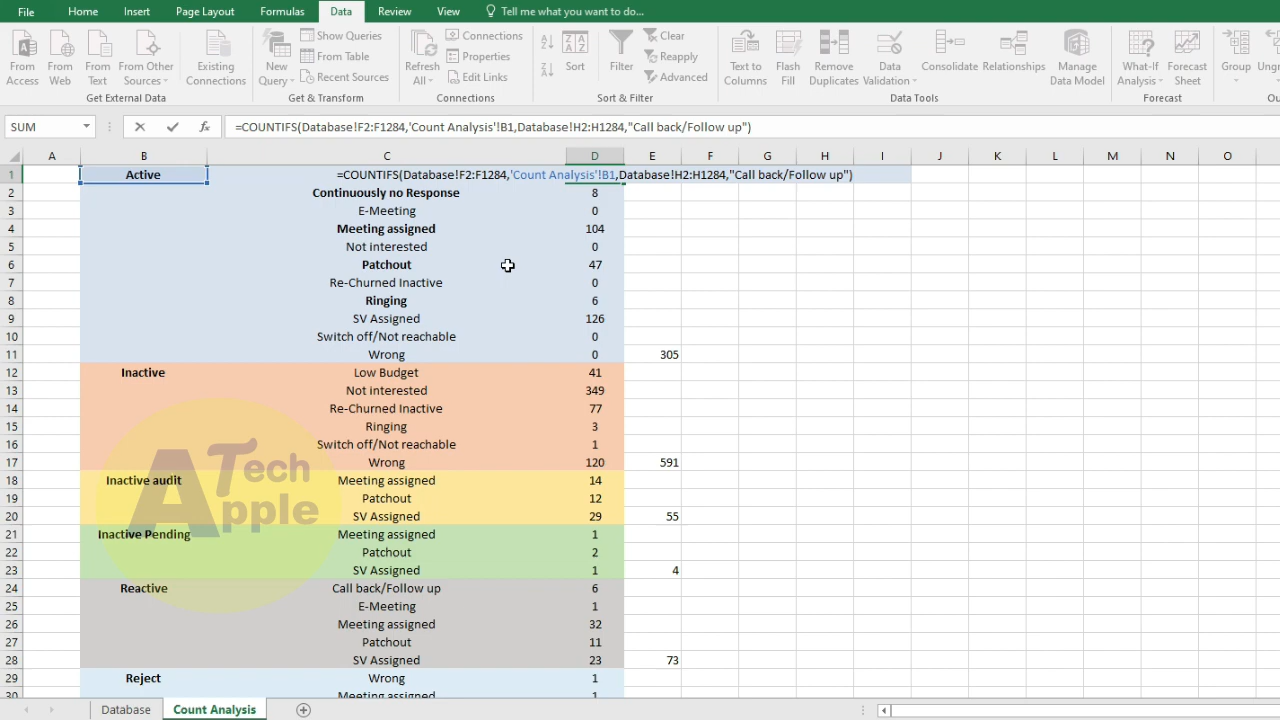 File Home Insert Page Layout Formulas Data Review View Tell me what you want to do...
From Access
From Web
From Text
From Other Sources
Existing Connections
Get External Data
New Query
Show Queries
From Table
Recent Sources
Get & Transform
Refresh All
Connections
Properties
Edit Links
Connections
Sort
Filter
Clear
Reapply
Advanced
Sort & Filter
Text to Columns
Flash Fill
Remove Duplicates
Data Validation
Consolidate
Relationships
Manage Data Model
Data Tools
What-If Analysis
Forecast Sheet
Forecast
Group
SUM fx =COUNTIFS(Database!F2:F1284,'Count Analysis'!B1,Database!H2:H1284,"Call back/Follow up")
A B C D E F G H I J K L M N O
1 Active =COUNTIFS(Database!F2:F1284,'Count Analysis'!B1,Database!H2:H1284,"Call back/Follow up")
2 Continuously no Response 8
3 E-Meeting 0
4 Meeting assigned 104
5 Not interested 0
6 Patchout 47
7 Re-Churned Inactive 0
8 Ringing 6
9 SV Assigned 126
10 Switch off/Not reachable 0
11 Wrong 0 305
12 Inactive Low Budget 41
13 Not interested 349
14 Re-Churned Inactive 77
15 Ringing 3
16 Switch off/Not reachable 1
17 Wrong 120 591
18 Inactive audit Meeting assigned 14
19 Patchout 12
20 SV Assigned 29 55
21 Inactive Pending Meeting assigned 1
22 Patchout 2
23 SV Assigned 1 4
24 Reactive Call back/Follow up 6
25 E-Meeting 1
26 Meeting assigned 32
27 Patchout 11
28 SV Assigned 23 73
29 Reject Wrong 1
30 Meeting assigned 1
A Tech Apple
Database Count Analysis